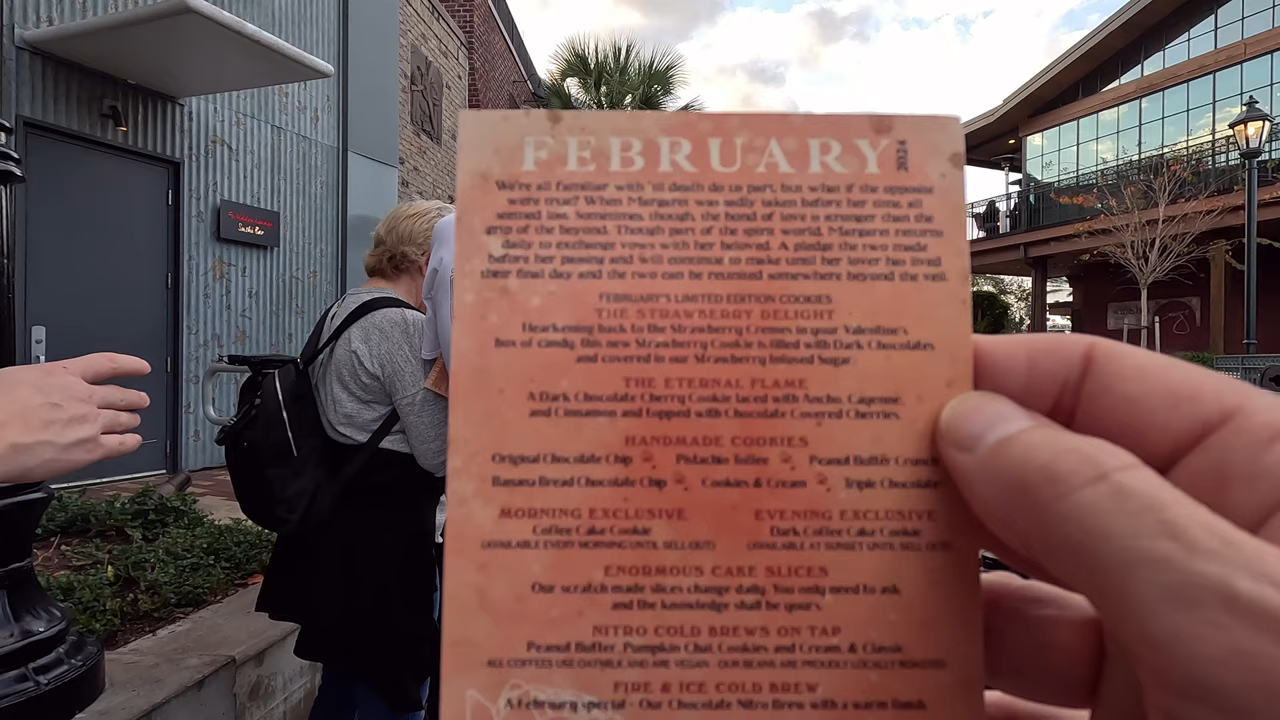 FEBRUARY 2024
We're all familiar with 'til death do us part, but what if the opposite
were true? When Margaret was sadly taken before her time, all
seemed lost. Sometimes, though, the bond of love is stronger than the
grip of the beyond. Though part of the spirit world, Margaret returns
daily to exchange vows with her beloved. A pledge the two made
before her passing and will continue to make until her lover has lived
their final day and the two can be reunited somewhere beyond the veil.
FEBRUARY'S LIMITED EDITION COOKIES
THE STRAWBERRY DELIGHT
Hearkening back to the Strawberry Cremes in your Valentine's
box of candy, this new Strawberry Cookie is filled with Dark Chocolates
and covered in our Strawberry Infused Sugar.
THE ETERNAL FLAME
A Dark Chocolate Cherry Cookie laced with Ancho, Cayenne,
and Cinnamon and topped with Chocolate Covered Cherries.
HANDMADE COOKIES
Original Chocolate Chip Pistachio Toffee Peanut Butter Crunch
Banana Bread Chocolate Chip Cookies & Cream Triple Chocolate
MORNING EXCLUSIVE EVENING EXCLUSIVE
Coffee Cake Cookie Dark Coffee Cake Cookie
(AVAILABLE EVERY MORNING UNTIL SELL OUT) (AVAILABLE AT SUNSET UNTIL SELL OUT)
ENORMOUS CAKE SLICES
Our scratch made slices change daily. You only need to ask
and the knowledge shall be yours.
NITRO COLD BREWS ON TAP
Peanut Butter, Pumpkin Chai, Cookies and Cream, & Classic
ALL COFFEES USE OATMILK AND ARE VEGAN - OUR BEANS ARE PROUDLY LOCALLY ROASTED
FIRE & ICE COLD BREW
A February special - Our Chocolate Nitro Brew with a warm finish
Sushi Bar